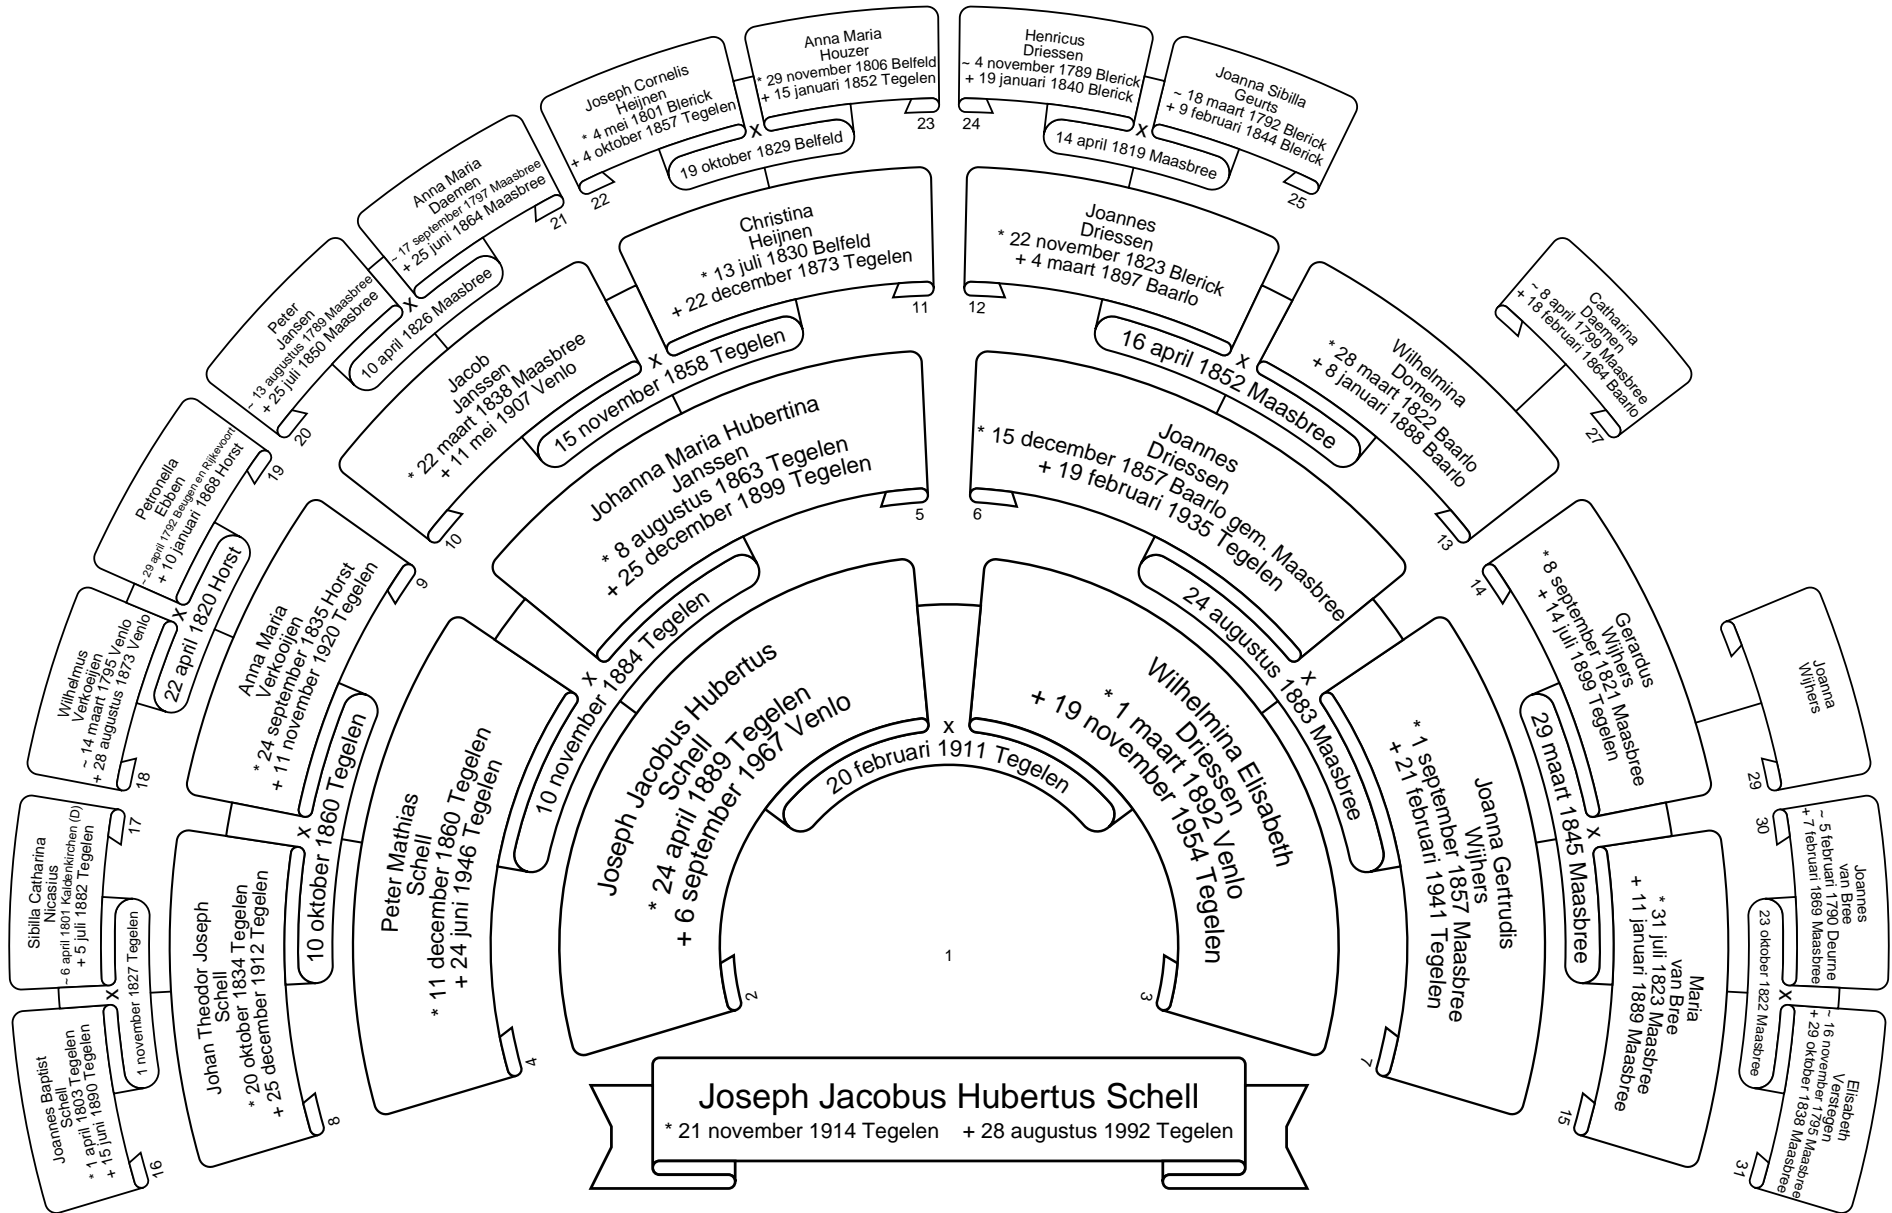 Joseph Jacobus Hubertus Schell
* 21 november 1914 Tegelen + 28 augustus 1992 Tegelen
1
Joseph Jacobus Hubertus
Schell
* 24 april 1889 Tegelen
+ 6 september 1967 Venlo
2
x
20 februari 1911 Tegelen
Wilhelmina Elisabeth
Driessen
* 1 maart 1892 Venlo
+ 19 november 1954 Tegelen
3
Peter Mathias
Schell
* 11 december 1860 Tegelen
+ 24 juni 1946 Tegelen
4
x
10 november 1884 Tegelen
Johanna Maria Hubertina
Janssen
* 8 augustus 1863 Tegelen
+ 25 december 1899 Tegelen
5
Joannes
Driessen
* 15 december 1857 Baarlo gem. Maasbree
+ 19 februari 1935 Tegelen
6
x
24 augustus 1883 Maasbree
Joanna Gertrudis
Wijhers
* 1 september 1857 Maasbree
+ 21 februari 1941 Tegelen
7
Johan Theodor Joseph
Schell
* 20 oktober 1834 Tegelen
+ 25 december 1912 Tegelen
8
x
10 oktober 1860 Tegelen
Anna Maria
Verkooijen
* 24 september 1835 Horst
+ 11 november 1920 Tegelen
9
Jacob
Janssen
* 22 maart 1838 Maasbree
+ 11 mei 1907 Venlo
10
x
15 november 1858 Tegelen
Christina
Heijnen
* 13 juli 1830 Belfeld
+ 22 december 1873 Tegelen
11
Joannes
Driessen
* 22 november 1823 Blerick
+ 4 maart 1897 Baarlo
12
x
16 april 1852 Maasbree
Wilhelmina
Dornen
* 28 maart 1822 Baarlo
+ 8 januari 1888 Baarlo
13
Gerardus
Wijhers
* 8 september 1821 Maasbree
+ 14 juli 1899 Tegelen
14
x
29 maart 1845 Maasbree
Maria
van Bree
* 31 juli 1823 Maasbree
+ 11 januari 1889 Maasbree
15
Joannes Baptist
Schell
* 1 april 1803 Tegelen
+ 15 juni 1890 Tegelen
16
x
1 november 1827 Tegelen
Sibilla Catharina
Nicasius
~ 6 april 1801 Kaldenkirchen (D)
+ 5 juli 1882 Tegelen
17
Wilhelmus
Verkoeijen
~ 14 maart 1795 Venlo
+ 28 augustus 1873 Venlo
18
x
22 april 1820 Horst
Petronella
Ebben
~ 29 april 1792 Beugen en Rijkevoort
+ 10 januari 1868 Horst
19
Peter
Jansen
~ 13 augustus 1789 Maasbree
+ 25 juli 1850 Maasbree
20
x
10 april 1826 Maasbree
Anna Maria
Daemen
~ 17 september 1797 Maasbree
+ 25 juni 1864 Maasbree
21
Joseph Cornelis
Heijnen
* 4 mei 1801 Blerick
+ 4 oktober 1857 Tegelen
22
x
19 oktober 1829 Belfeld
Anna Maria
Houzer
* 29 november 1806 Belfeld
+ 15 januari 1852 Tegelen
23
Henricus
Driessen
~ 4 november 1789 Blerick
+ 19 januari 1840 Blerick
24
x
14 april 1819 Maasbree
Joanna Sibilla
Geurts
~ 18 maart 1792 Blerick
+ 9 februari 1844 Blerick
25
Catharina
Daemen
~ 8 april 1799 Maasbree
+ 18 februari 1864 Baarlo
27
Joanna
Wijhers
29
Joannes
van Bree
~ 5 februari 1790 Deurne
+ 7 februari 1869 Maasbree
30
x
23 oktober 1822 Maasbree
Elisabeth
Verstegen
~ 16 november 1795 Maasbree
+ 29 oktober 1838 Maasbree
31